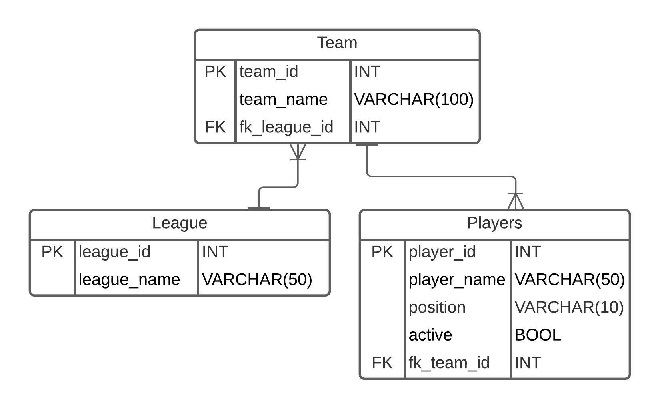 Team
PK team_id INT
team_name VARCHAR(100)
FK fk_league_id INT
League
PK league_id INT
league_name VARCHAR(50)
Players
PK player_id INT
player_name VARCHAR(50)
position VARCHAR(10)
active BOOL
FK fk_team_id INT